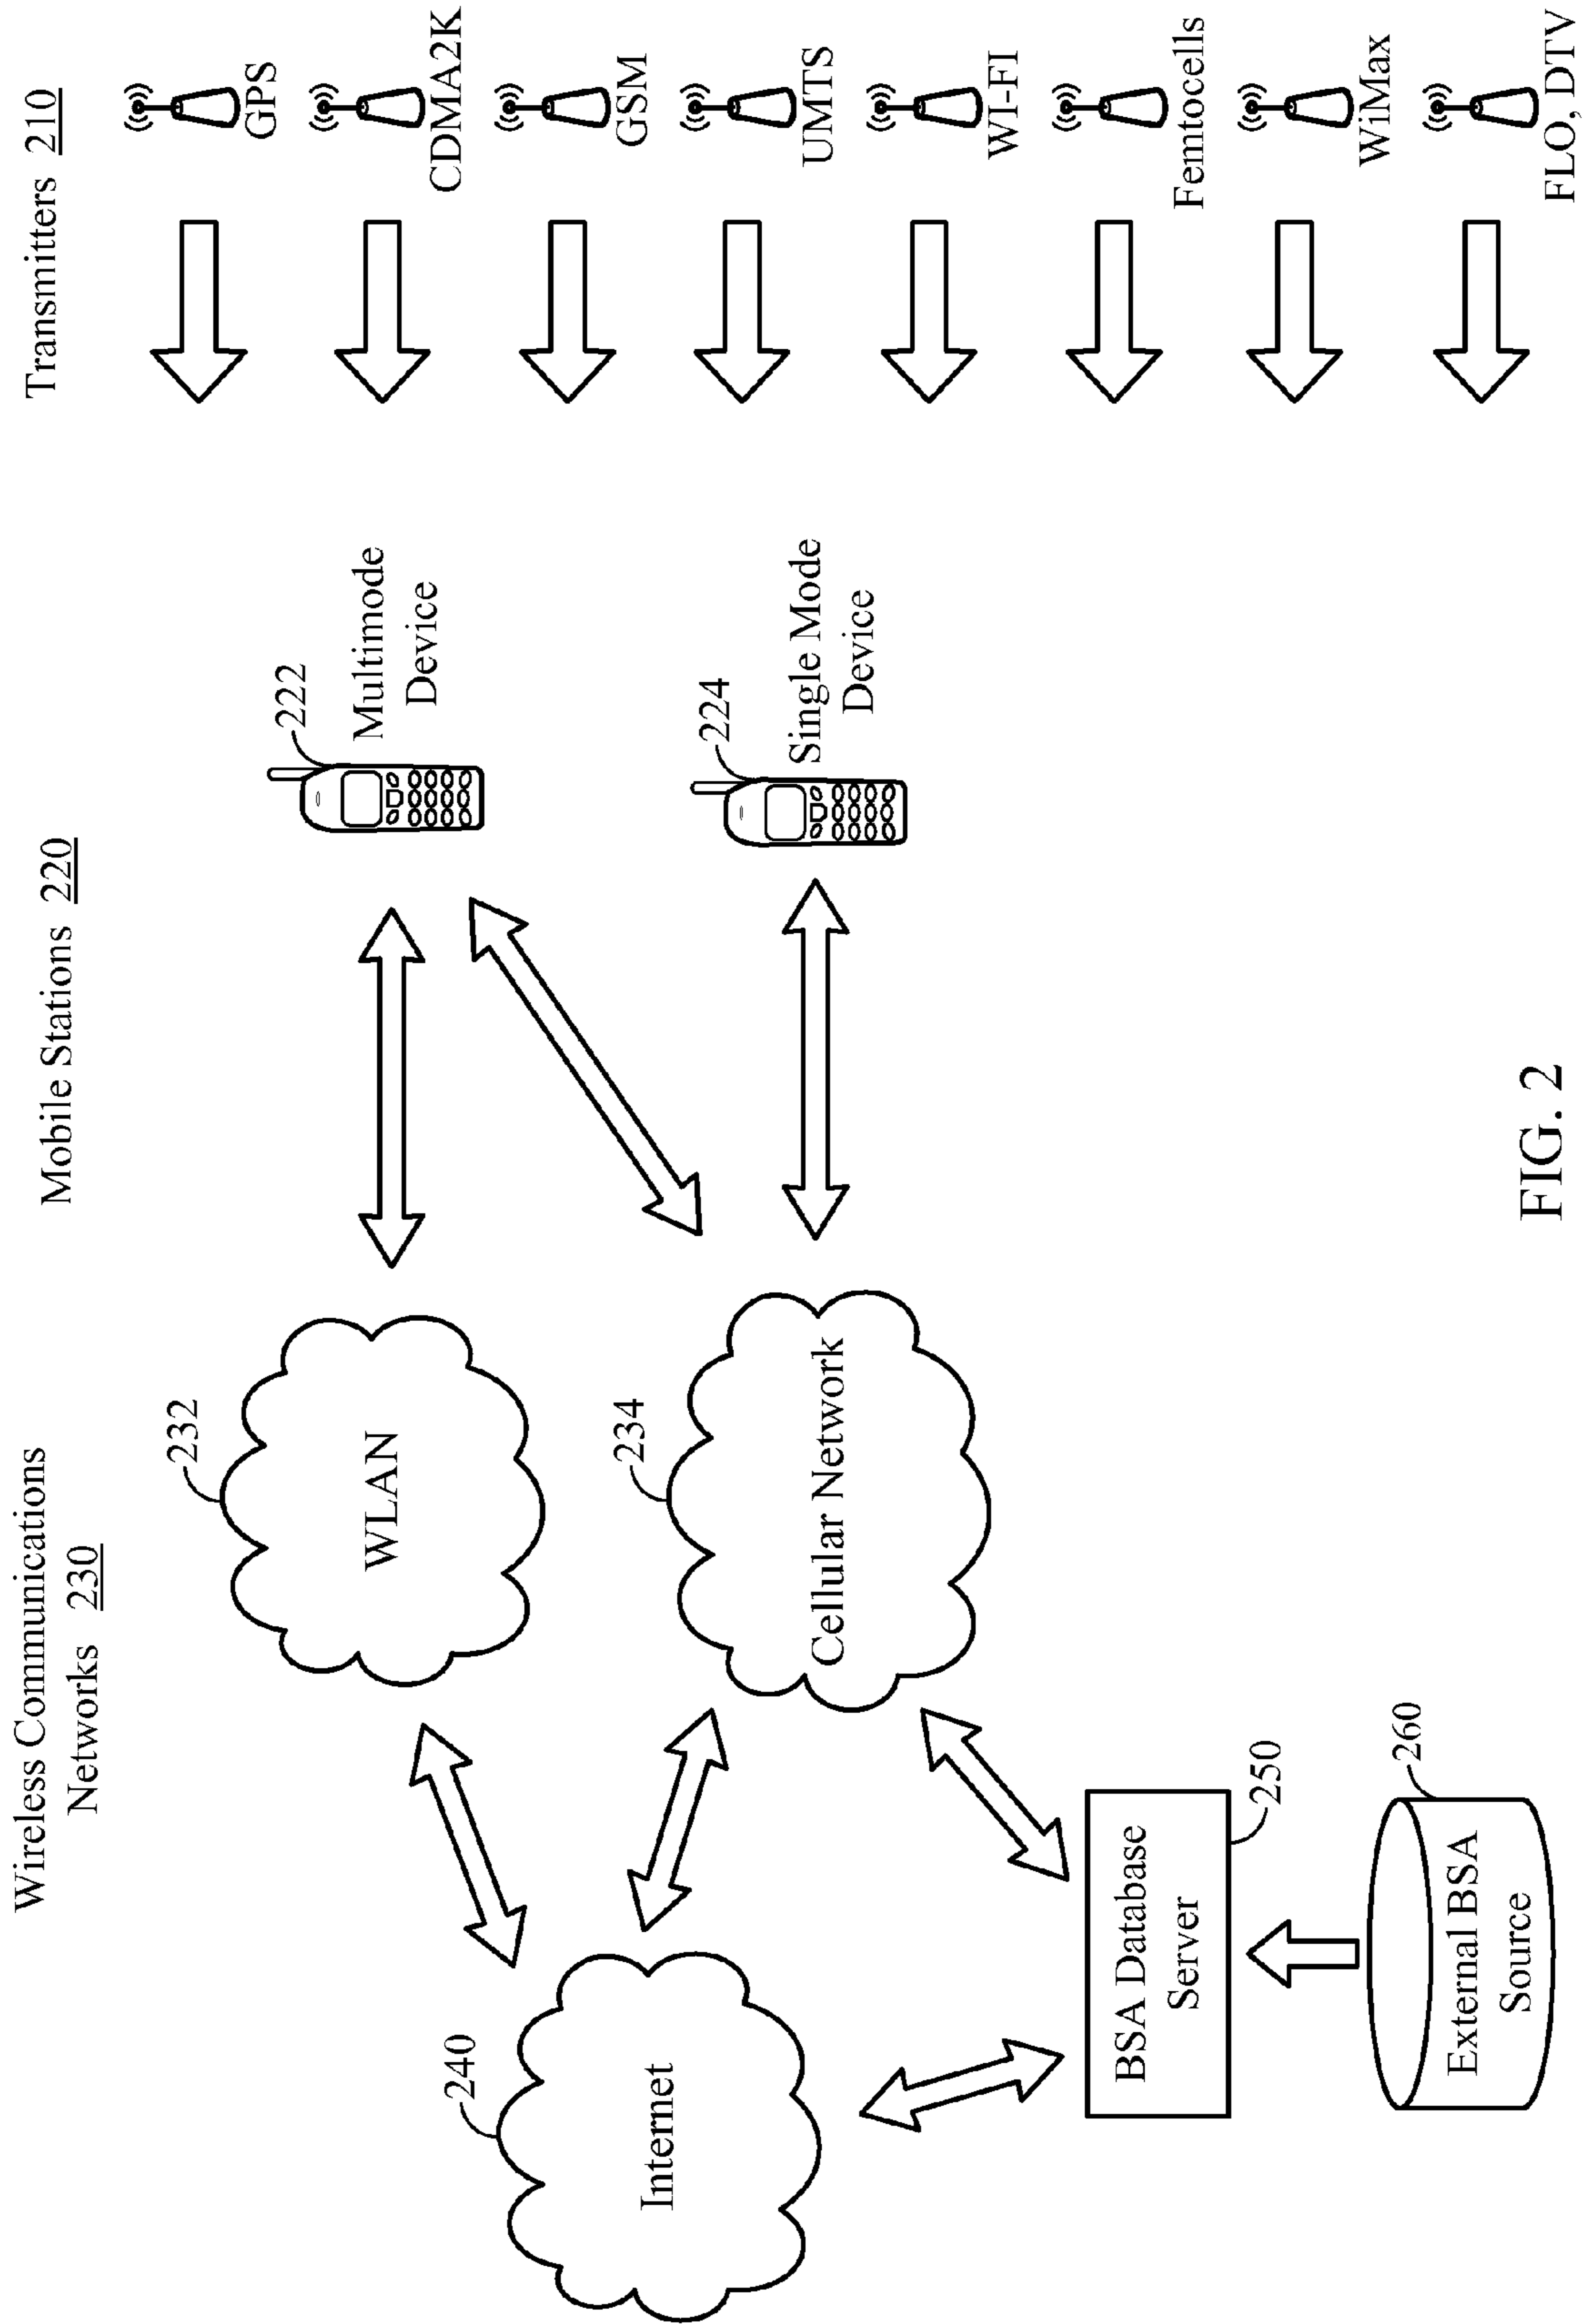 Wireless Communications
Networks 230
Mobile Stations 220
Transmitters 210
232
WLAN
234
Cellular Network
240
Internet
BSA Database
Server
250
External BSA
Source
260
222
Multimode
Device
224
Single Mode
Device
GPS
CDMA2K
GSM
UMTS
WI-FI
Femtocells
WiMax
FLO, DTV
FIG. 2